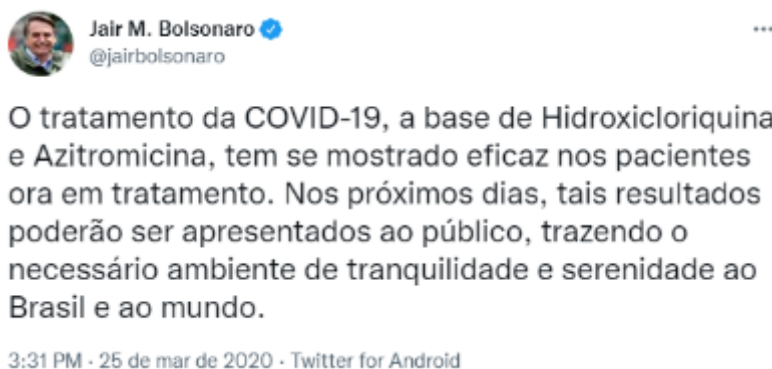 Jair M. Bolsonaro
@jairbolsonaro
O tratamento da COVID-19, a base de Hidroxicloriquina
e Azitromicina, tem se mostrado eficaz nos pacientes
ora em tratamento. Nos próximos dias, tais resultados
poderão ser apresentados ao público, trazendo o
necessário ambiente de tranquilidade e serenidade ao
Brasil e ao mundo.
3:31 PM · 25 de mar de 2020 · Twitter for Android